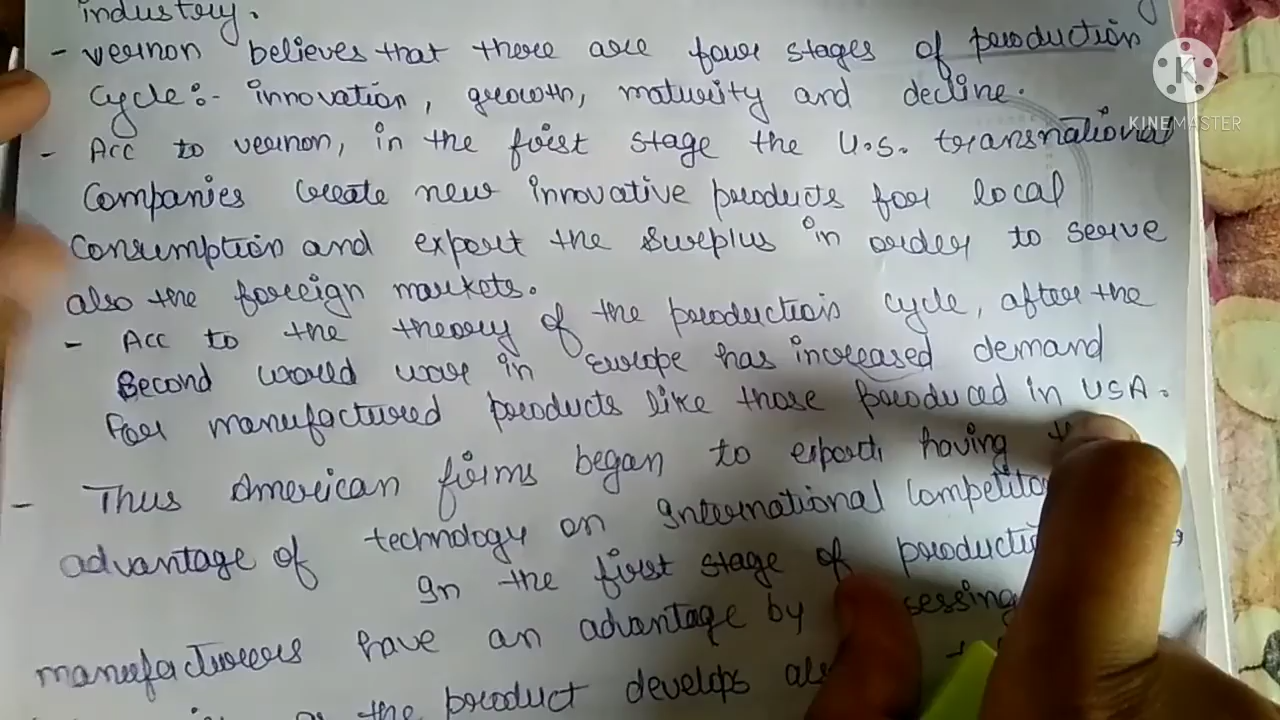 industry.
- Vernon believes that there are four stages of production
cycle:- innovation, growth, maturity and decline.
- Acc to vernon, in the first stage the U.S. transnational
Companies create new innovative products for local
Consumption and export the surplus in order to serve
also the foreign markets.
- Acc to the theory of the production cycle, after the
Second world war in Europe has increased demand
for manufactured products like those produced in USA.
- Thus American firms began to export having
advantage of technology on International
In the first stage of
manufacturers have an advantage by
the product develops
K
KINEMASTER